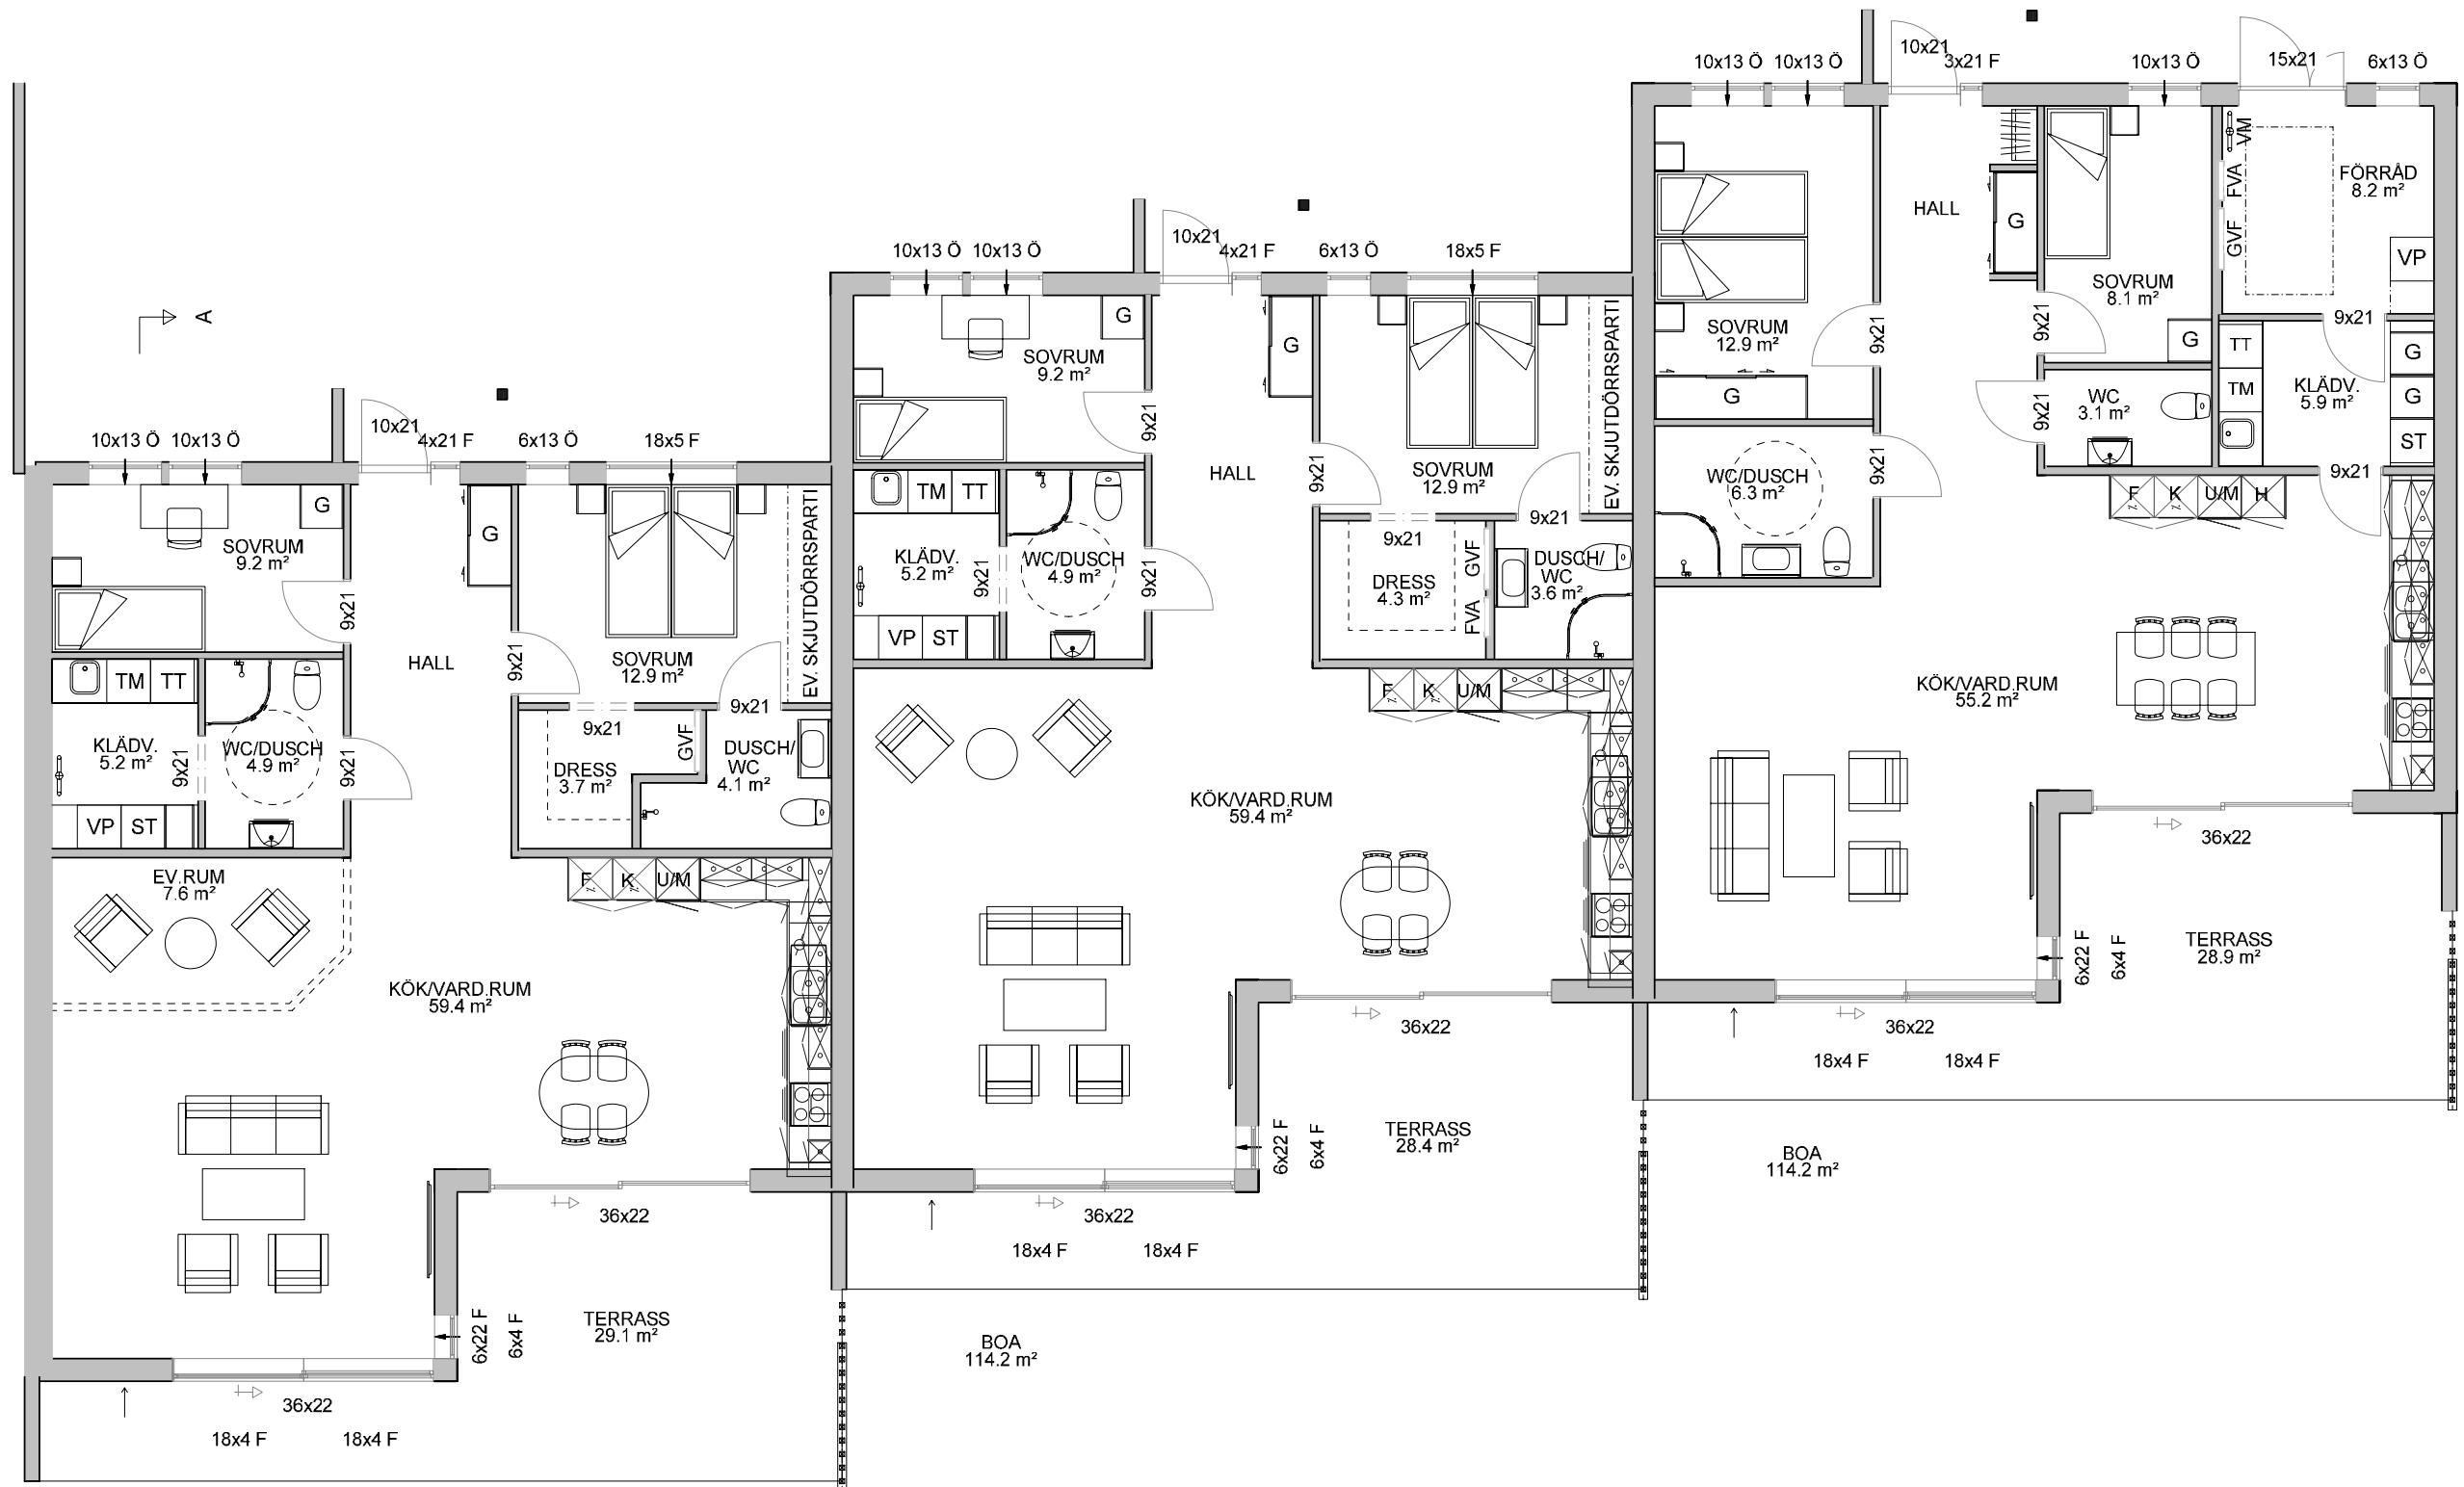 10x21
3x21 F
10x13 Ö
10x13 Ö
10x13 Ö
15x21
6x13 Ö
VM
FVA
GVF
FÖRRÅD
8.2 m²
VP
HALL
G
SOVRUM
8.1 m²
G
9x21
9x21
9x21
SOVRUM
12.9 m²
9x21
G
TT
TM
KLÄDV.
5.9 m²
G
G
ST
9x21
WC
3.1 m²
9x21
WC/DUSCH
6.3 m²
9x21
F
K
U/M
H
KÖK/VARD.RUM
55.2 m²
36x22
6x22 F
6x4 F
TERRASS
28.9 m²
36x22
18x4 F
18x4 F
BOA
114.2 m²
10x13 Ö
10x13 Ö
10x21
4x21 F
6x13 Ö
18x5 F
G
SOVRUM
9.2 m²
9x21
G
HALL
9x21
SOVRUM
12.9 m²
EV. SKJUTDÖRRSPARTI
TM
TT
KLÄDV.
5.2 m²
9x21
WC/DUSCH
4.9 m²
9x21
VP
ST
9x21
9x21
DRESS
4.3 m²
GVF
FVA
DUSCH/
WC
3.6 m²
F
K
U/M
KÖK/VARD.RUM
59.4 m²
36x22
6x22 F
6x4 F
TERRASS
28.4 m²
36x22
18x4 F
18x4 F
BOA
114.2 m²
A
10x13 Ö
10x13 Ö
10x21
4x21 F
6x13 Ö
18x5 F
G
SOVRUM
9.2 m²
9x21
G
HALL
9x21
SOVRUM
12.9 m²
EV. SKJUTDÖRRSPARTI
TM
TT
KLÄDV.
5.2 m²
9x21
WC/DUSCH
4.9 m²
9x21
VP
ST
9x21
9x21
DRESS
3.7 m²
GVF
DUSCH/
WC
4.1 m²
EV.RUM
7.6 m²
F
K
U/M
KÖK/VARD.RUM
59.4 m²
36x22
6x22 F
6x4 F
TERRASS
29.1 m²
36x22
18x4 F
18x4 F